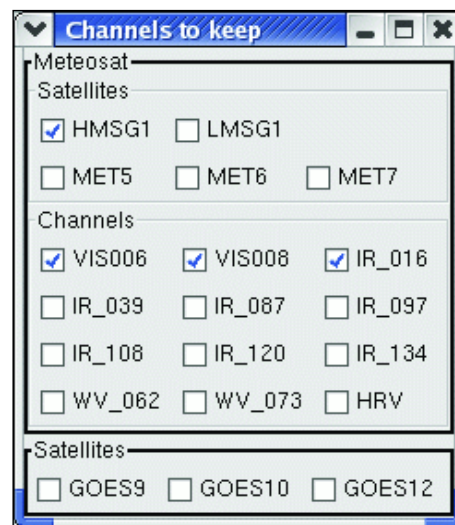 Channels to keep
Meteosat
Satellites
HMSG1 LMSG1
MET5 MET6 MET7
Channels
VIS006 VIS008 IR_016
IR_039 IR_087 IR_097
IR_108 IR_120 IR_134
WV_062 WV_073 HRV
Satellites
GOES9 GOES10 GOES12